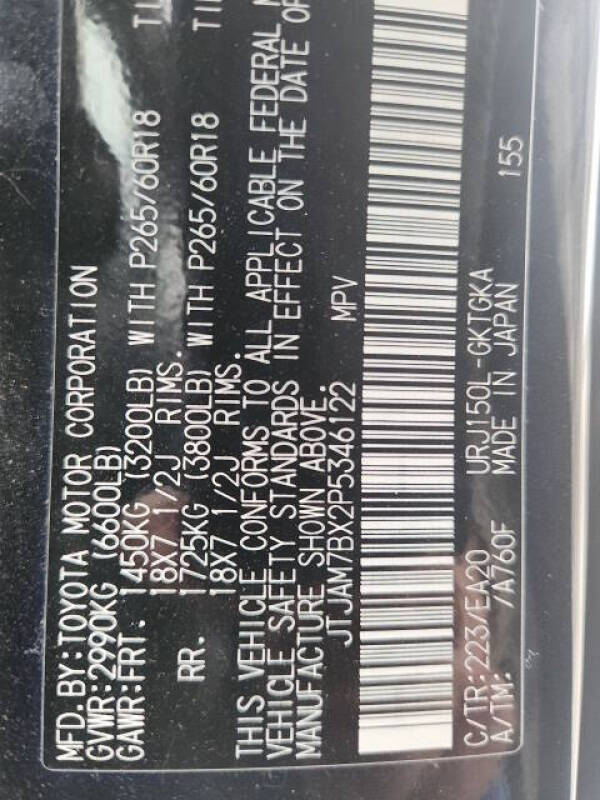 MFD. BY: TOYOTA MOTOR CORPORATION
GVWR: 2990KG (6600LB)
GAWR: FRT. 1450KG (3200LB) WITH P265/60R18 TI
18X7 1/2J RIMS.
RR. 1725KG (3800LB) WITH P265/60R18 TI
18X7 1/2J RIMS.
THIS VEHICLE CONFORMS TO ALL APPLICABLE FEDERAL M
VEHICLE SAFETY STANDARDS IN EFFECT ON THE DATE OF
MANUFACTURE SHOWN ABOVE.
JTJAM7BX2P5346122 MPV
C/TR: 223/EA20 URJ150L-GKTGKA 155
A/TM: /A760F MADE IN JAPAN